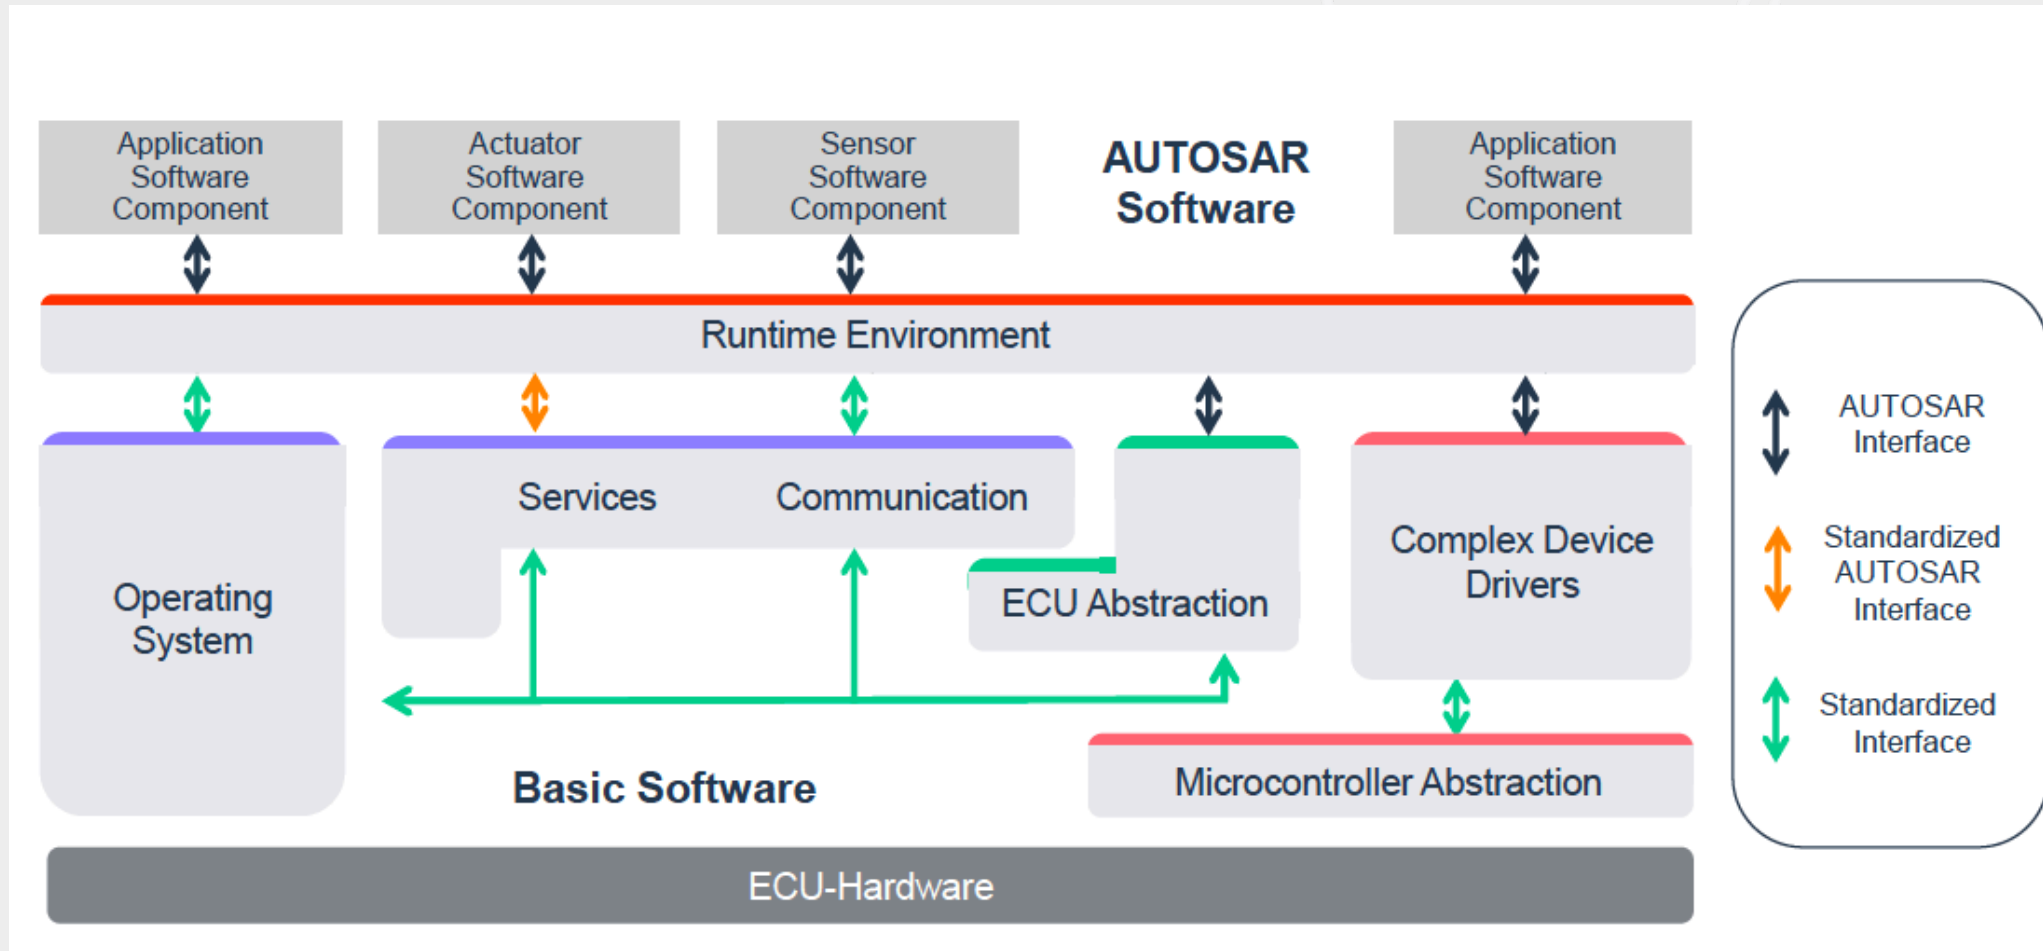 Application
Software
Component
Actuator
Software
Component
Sensor
Software
Component
AUTOSAR
Software
Application
Software
Component
Runtime Environment
AUTOSAR
Interface
Standardized
AUTOSAR
Interface
Standardized
Interface
Operating
System
Services
Communication
ECU Abstraction
Complex Device
Drivers
Basic Software
Microcontroller Abstraction
ECU-Hardware